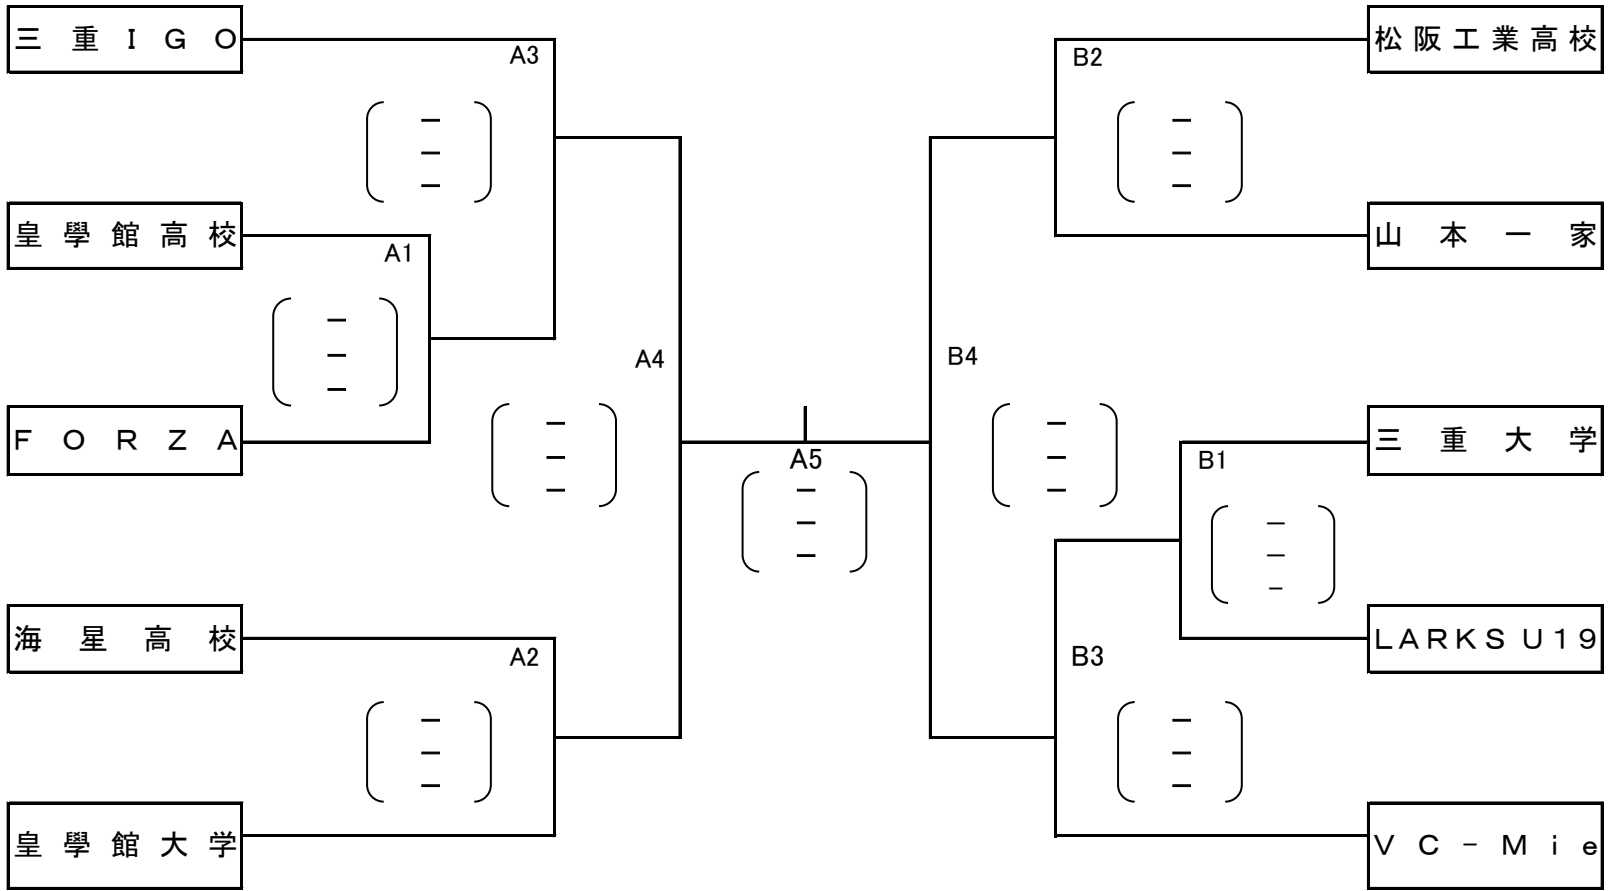 三重IGO
A3
皇學館高校
A1
FORZA
A4
海星高校
A2
皇學館大学
A5
松阪工業高校
B2
山本一家
B4
三重大学
B1
LARKS U19
B3
VC-Mie